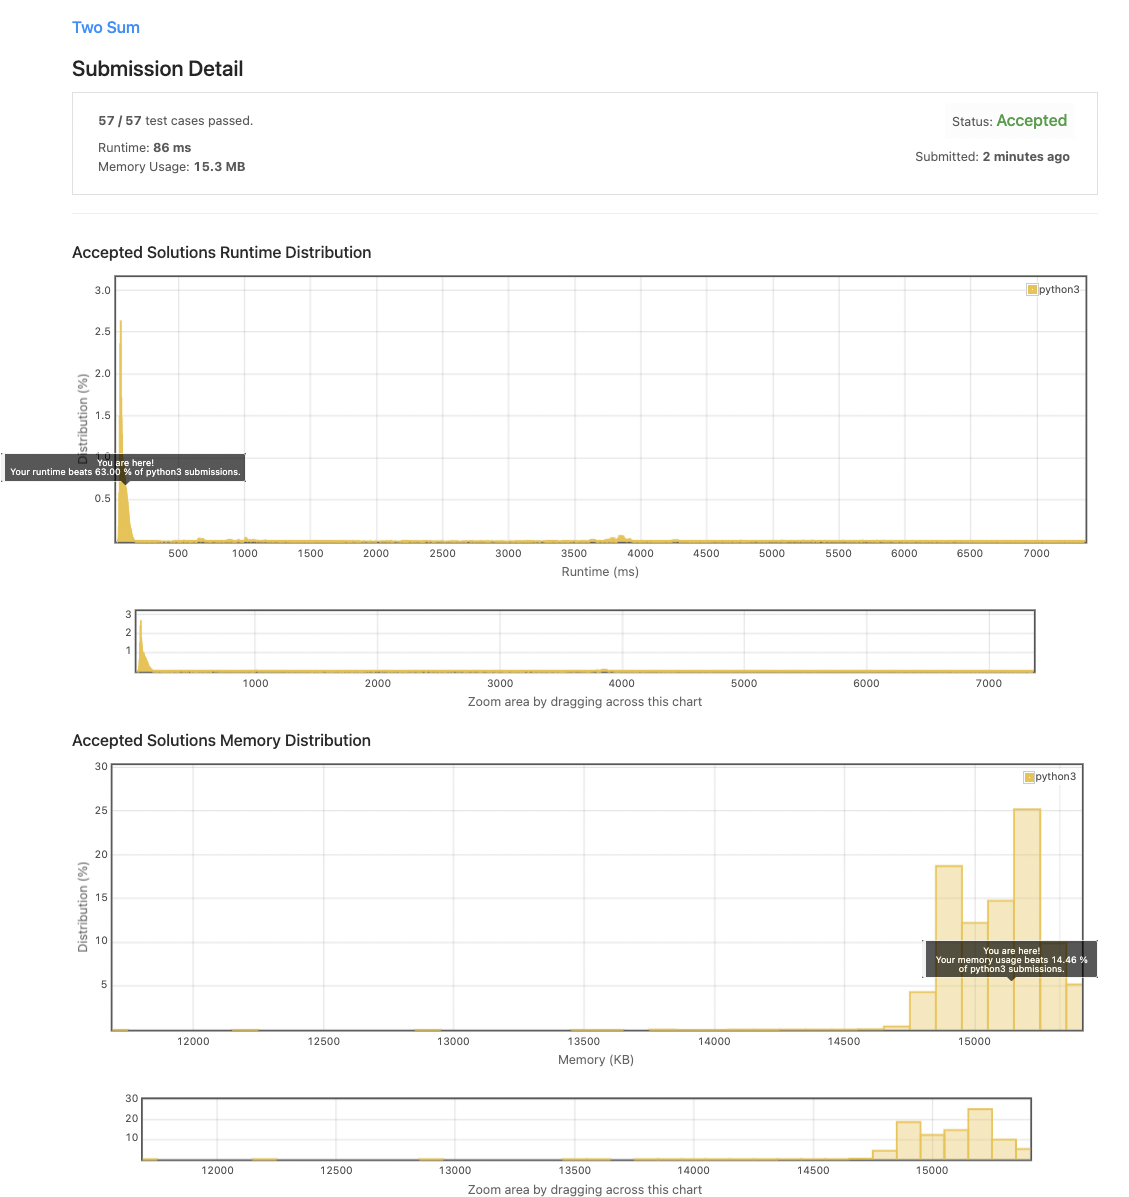 Two Sum
Submission Detail
57 / 57 test cases passed.
Status: Accepted
Runtime: 86 ms
Memory Usage: 15.3 MB
Submitted: 2 minutes ago
Accepted Solutions Runtime Distribution
python3
Distribution (%)
3.0
2.5
2.0
1.5
1.0
0.5
You are here!
Your runtime beats 63.00 % of python3 submissions.
500 1000 1500 2000 2500 3000 3500 4000 4500 5000 5500 6000 6500 7000
Runtime (ms)
3
2
1
1000 2000 3000 4000 5000 6000 7000
Zoom area by dragging across this chart
Accepted Solutions Memory Distribution
python3
Distribution (%)
30
25
20
15
10
5
You are here!
Your memory usage beats 14.46 %
of python3 submissions.
12000 12500 13000 13500 14000 14500 15000
Memory (KB)
30
20
10
12000 12500 13000 13500 14000 14500 15000
Zoom area by dragging across this chart